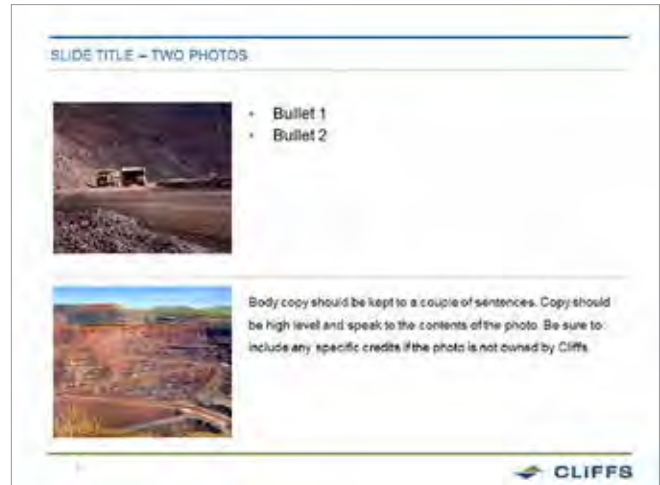 SLIDE TITLE – TWO PHOTOS
• Bullet 1
• Bullet 2
Body copy should be kept to a couple of sentences. Copy should
be high level and speak to the contents of the photo. Be sure to
include any specific credits if the photo is not owned by Cliffs.
CLIFFS